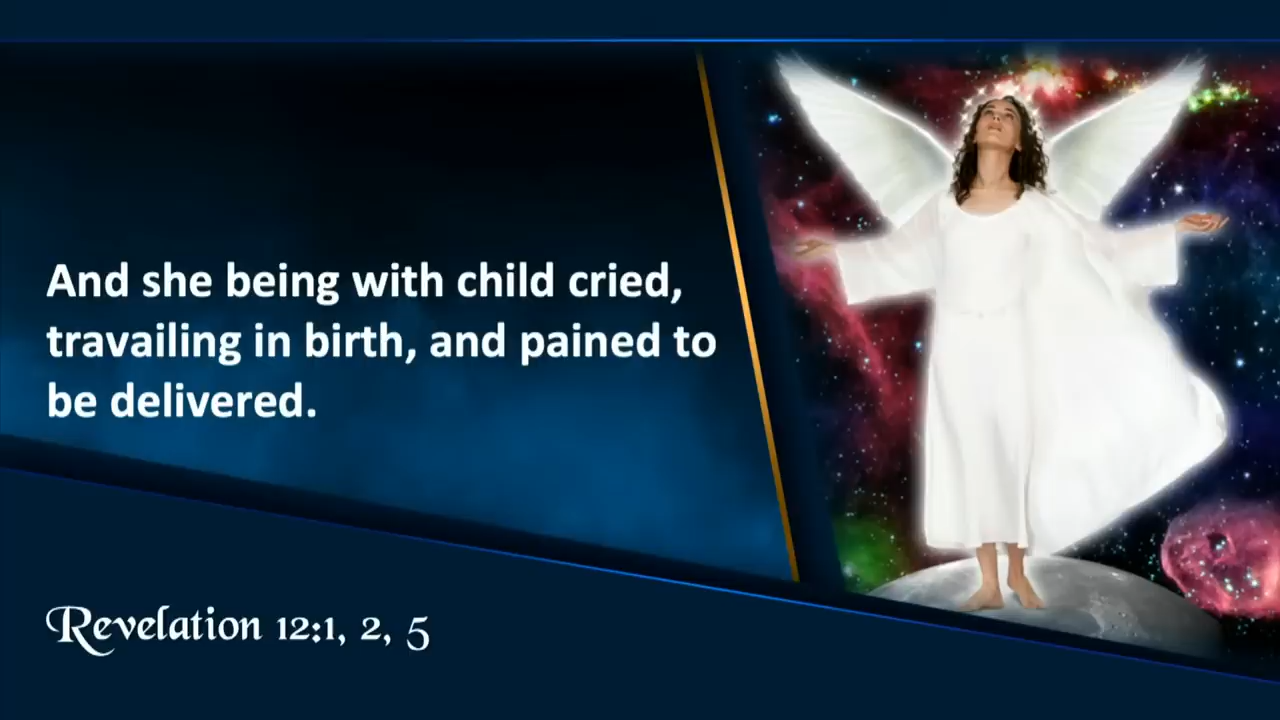 And she being with child cried,
travailing in birth, and pained to
be delivered.
Revelation 12:1, 2, 5